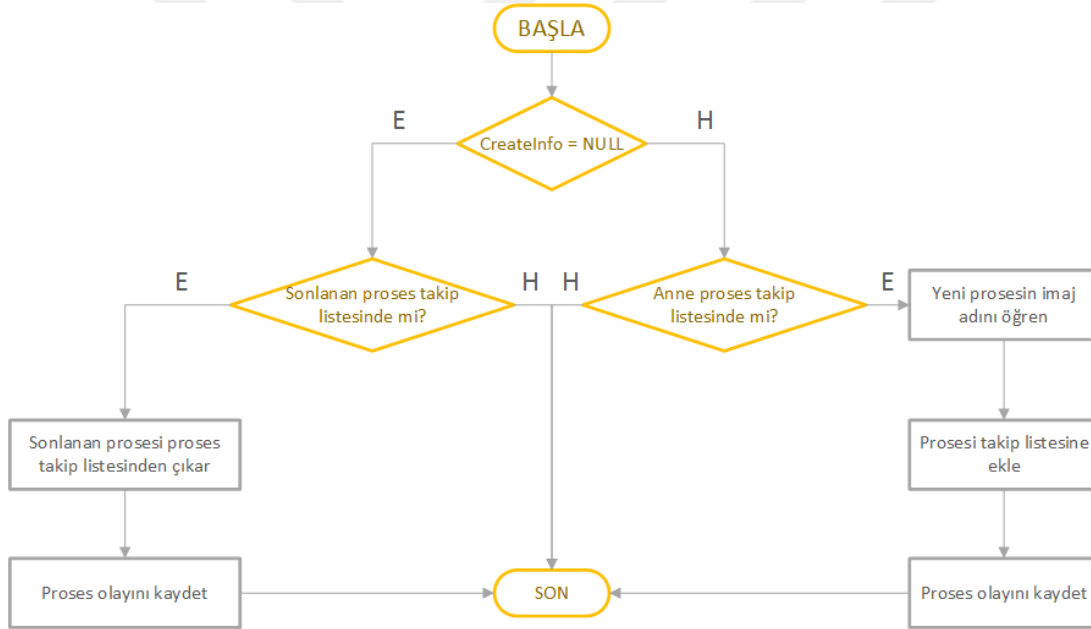 BAŞLA
E
H
CreateInfo = NULL
E
Sonlanan proses takip
listesinde mi?
H
H
Anne proses takip
listesinde mi?
E
Yeni prosesin imaj
adını öğren
Sonlanan prosesi proses
takip listesinden çıkar
Prosesi takip listesine
ekle
Proses olayını kaydet
SON
Proses olayını kaydet